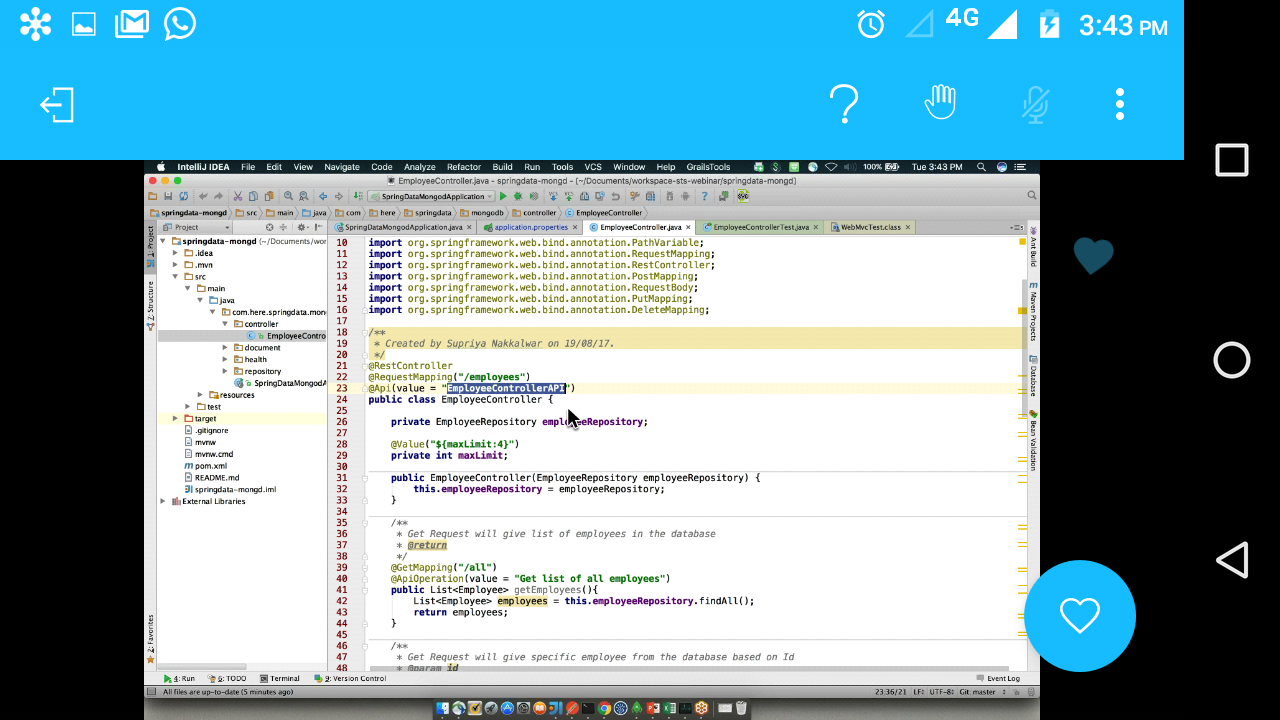 4G 3:43 PM
IntelliJ IDEA File Edit View Navigate Code Analyze Refactor Build Run Tools VCS Window Help GrailsTools 100% Tue 3:43 PM
EmployeeController.java - springdata-mongd - [~/Documents/workspace-sts-webinar/springdata-mongd]
SpringDataMongodApplication
springdata-mongd src main java com here springdata mongodb controller EmployeeController
Project
SpringDataMongodApplication.java application.properties EmployeeController.java EmployeeControllerTest.java WebMvcTest.class
springdata-mongd (~/Documents/wor
.idea
.mvn
src
main
java
com.here.springdata.mon
controller
EmployeeContro
document
health
repository
SpringDataMongodA
resources
test
target
.gitignore
mvnw
mvnw.cmd
pom.xml
README.md
springdata-mongd.iml
External Libraries
1: Project
7: Structure
2: Favorites
10 import org.springframework.web.bind.annotation.PathVariable;
11 import org.springframework.web.bind.annotation.RequestMapping;
12 import org.springframework.web.bind.annotation.RestController;
13 import org.springframework.web.bind.annotation.PostMapping;
14 import org.springframework.web.bind.annotation.RequestBody;
15 import org.springframework.web.bind.annotation.PutMapping;
16 import org.springframework.web.bind.annotation.DeleteMapping;
17
18 /**
19 * Created by Supriya Nakkalwar on 19/08/17.
20 */
21 @RestController
22 @RequestMapping("/employees")
23 @Api(value = "EmployeeControllerAPI")
24 public class EmployeeController {
25
26 private EmployeeRepository employeeRepository;
27
28 @Value("${maxLimit:4}")
29 private int maxLimit;
30
31 public EmployeeController(EmployeeRepository employeeRepository) {
32 this.employeeRepository = employeeRepository;
33 }
34
35 /**
36 * Get Request will give list of employees in the database
37 * @return
38 */
39 @GetMapping("/all")
40 @ApiOperation(value = "Get list of all employees")
41 public List<Employee> getEmployees(){
42 List<Employee> employees = this.employeeRepository.findAll();
43 return employees;
44 }
45
46 /**
47 * Get Request will give specific employee from the database based on Id
48 * @param id
Ant Build
Maven Projects
Database
Bean Validation
4: Run 6: TODO Terminal 9: Version Control Event Log
All files are up-to-date (5 minutes ago) 23:36/21 LF÷ UTF-8÷ Git: master